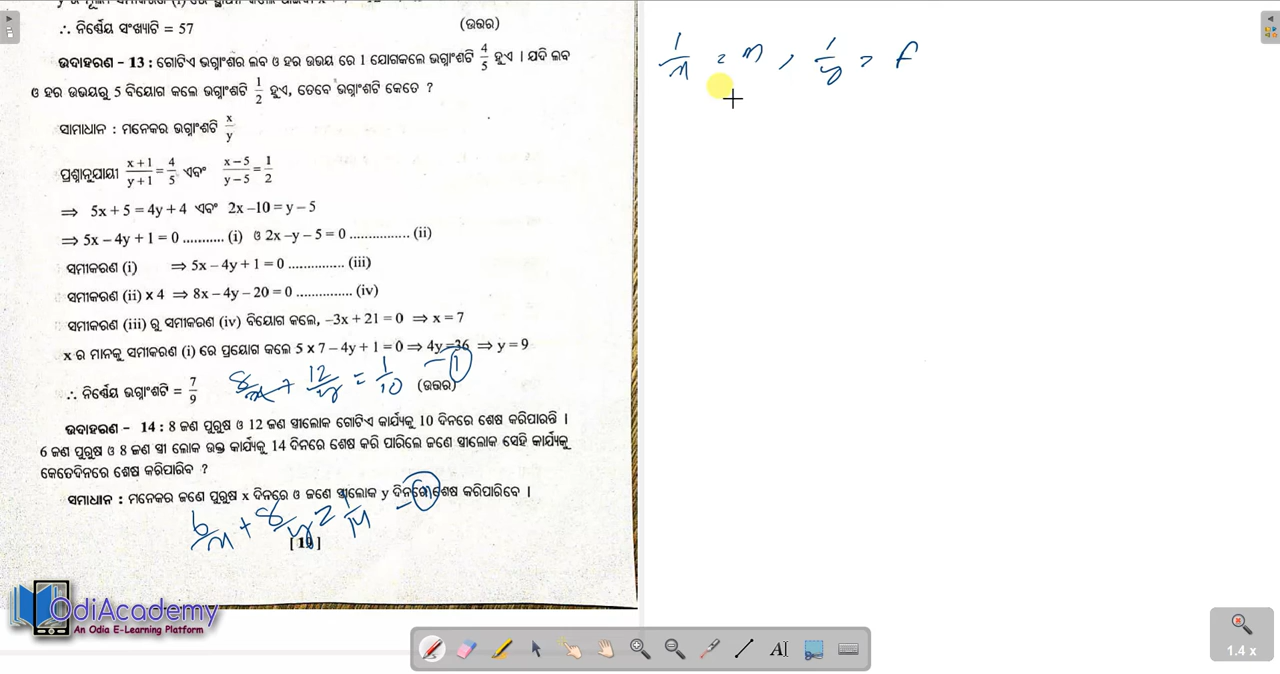 ∴ ନିର୍ଣ୍ଣେୟ ସଂଖ୍ୟାଟି = 57 (ଉତ୍ତର)
ଉଦାହରଣ – 13 : ଗୋଟିଏ ଭଗ୍ନାଂଶର ଲବ ଓ ହର ଉଭୟ ରେ 1 ଯୋଗକଲେ ଭଗ୍ନାଂଶଟି 4/5 ହୁଏ । ଯଦି ଲବ
ଓ ହର ଉଭୟରୁ 5 ବିୟୋଗ କଲେ ଭଗ୍ନାଂଶଟି 1/2 ହୁଏ, ତେବେ ଭଗ୍ନାଂଶଟି କେତେ ?
ସାମାଧାନ : ମନେକର ଭଗ୍ନାଂଶଟି x/y
ପ୍ରଶ୍ନାନୁଯାୟୀ (x+1)/(y+1) = 4/5 ଏବଂ (x–5)/(y–5) = 1/2
⇒ 5x + 5 = 4y + 4 ଏବଂ 2x –10 = y – 5
⇒ 5x – 4y + 1 = 0 ........... (i) ଓ 2x –y – 5 = 0 ................ (ii)
ସମୀକରଣ (i) ⇒ 5x – 4y + 1 = 0 ............... (iii)
ସମୀକରଣ (ii) x 4 ⇒ 8x – 4y – 20 = 0 ............... (iv)
ସମୀକରଣ (iii) ରୁ ସମୀକରଣ (iv) ବିୟୋଗ କଲେ, –3x + 21 = 0 ⇒ x = 7
x ର ମାନକୁ ସମୀକରଣ (i) ରେ ପ୍ରୟୋଗ କଲେ 5 x 7 – 4y + 1 = 0 ⇒ 4y =36 ⇒ y = 9
∴ ନିର୍ଣ୍ଣେୟ ଭଗ୍ନାଂଶଟି = 7/9 (ଉତ୍ତର)
8/x + 12/y = 1/10 – 1
ଉଦାହରଣ – 14 : 8 ଜଣ ପୁରୁଷ ଓ 12 ଜଣ ସ୍ତ୍ରୀଲୋକ ଗୋଟିଏ କାର୍ଯ୍ୟକୁ 10 ଦିନରେ ଶେଷ କରିପାରନ୍ତି ।
6 ଜଣ ପୁରୁଷ ଓ 8 ଜଣ ସ୍ତ୍ରୀ ଲୋକ ଉକ୍ତ କାର୍ଯ୍ୟକୁ 14 ଦିନରେ ଶେଷ କରି ପାରିଲେ ଜଣେ ସ୍ତ୍ରୀଲୋକ ସେହି କାର୍ଯ୍ୟକୁ
କେତେଦିନରେ ଶେଷ କରିପାରିବ ?
ସମାଧାନ : ମନେକର ଜଣେ ପୁରୁଷ x ଦିନରେ ଓ ଜଣେ ସ୍ତ୍ରୀଲୋକ y ଦିନରେ ଶେଷ କରିପାରିବେ ।
6/x + 8/y = 1/14
[ 19 ]
OdiAcademy
An Odia E-Learning Platform
1/x = m , 1/y =
AI
1.4 x